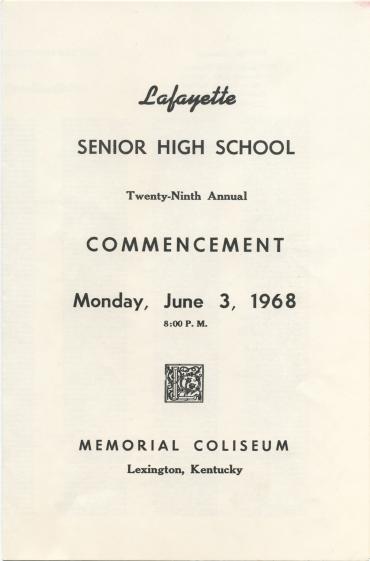 Lafayette
SENIOR HIGH SCHOOL
Twenty-Ninth Annual
COMMENCEMENT
Monday, June 3, 1968
8:00 P. M.
L
MEMORIAL COLISEUM
Lexington, Kentucky